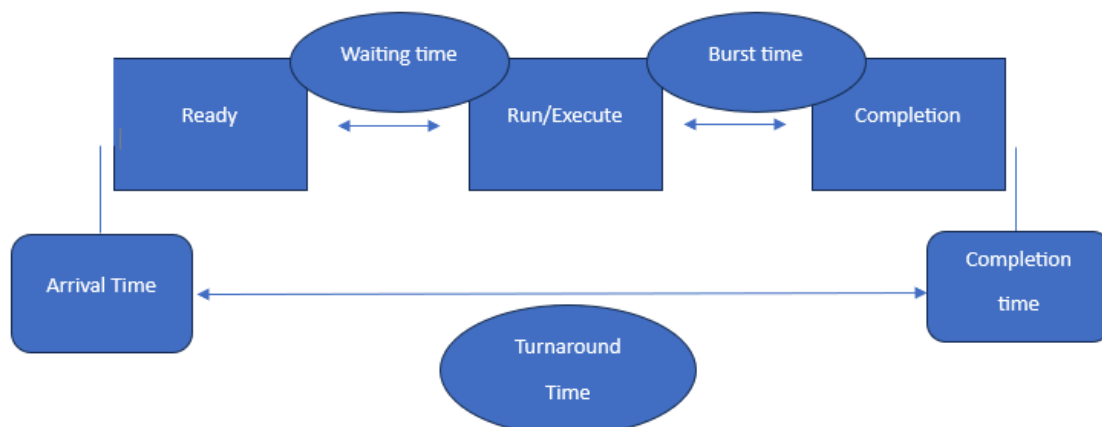 Waiting time
Burst time
Ready
Run/Execute
Completion
Arrival Time
Completion
time
Turnaround
Time